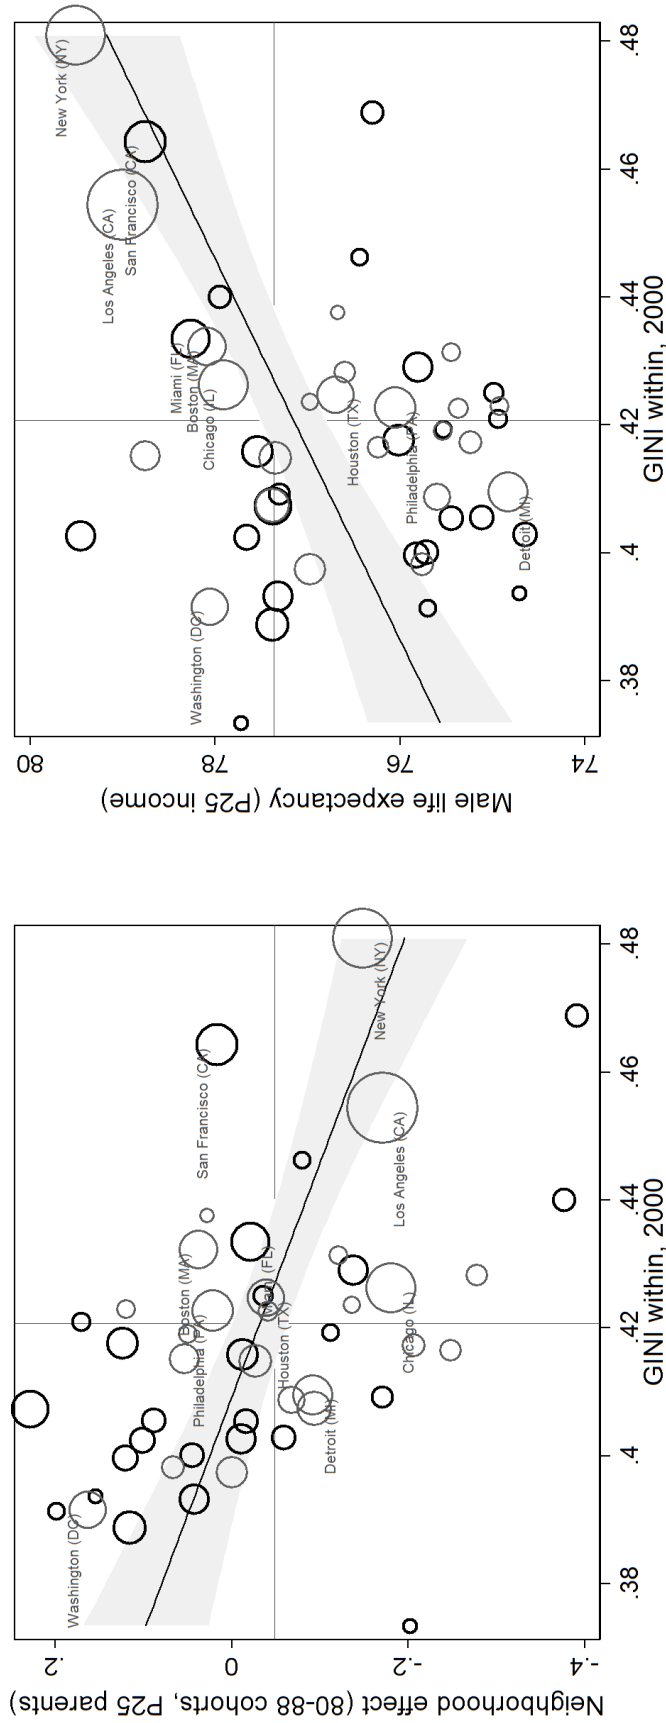 Neighborhood effect (80-88 cohorts, P25 parents)
.2
0
-.2
-.4
Washington (DC)
Boston (MA)
Philadelphia (PA)
San Francisco (CA)
Miami (FL)
Houston (TX)
Detroit (MI)
New York (NY)
Los Angeles (CA)
Chicago (IL)
.38
.4
.42
.44
.46
.48
GINI within, 2000
Male life expectancy (P25 income)
80
78
76
74
New York (NY)
Los Angeles (CA)
San Francisco (CA)
Miami (FL)
Boston (MA)
Chicago (IL)
Washington (DC)
Houston (TX)
Philadelphia (PA)
Detroit (MI)
.38
.4
.42
.44
.46
.48
GINI within, 2000